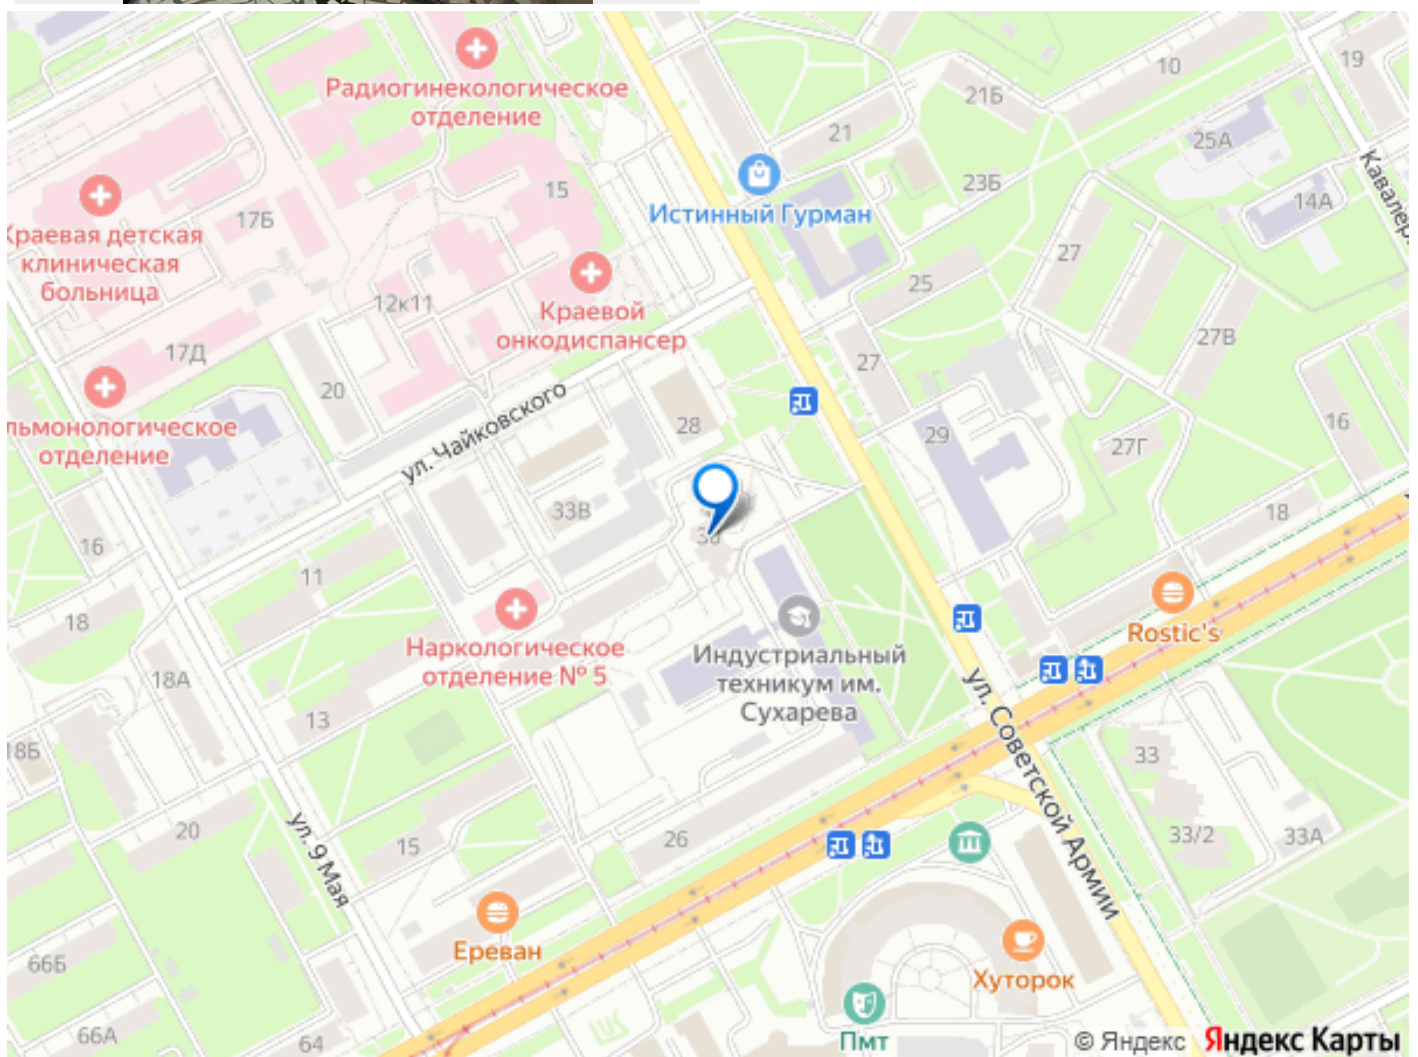 Радиогинекологическое
отделение
10
19
21Б
21
25А
Истинный Гурман
23Б
15
17Б
14А
Кавалер
Краевая детская
клиническая
больница
27
25
12к11
Краевой
онкодиспансер
17Д
27В
27
20
ул. Чайковского
28
16
льмонологическое
отделение
29
27Г
33В
18
16
11
18
Rostic's
Наркологическое
отделение № 5
Индустриальный
техникум им.
Сухарева
18А
13
ул. Советской Армии
18Б
33
20
15
26
33/2
33А
ул. 9 Мая
Ереван
66Б
Хуторок
66А
64
Пмт
© Яндекс Яндекс Карты